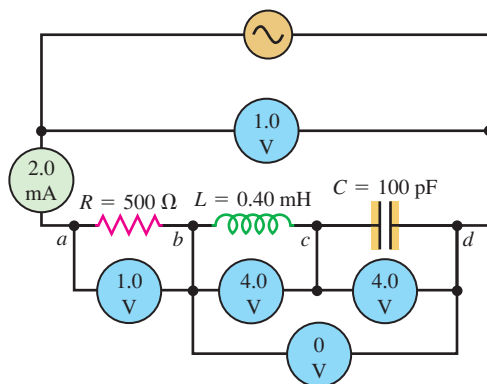 1.0
V
2.0
mA
R = 500 Ω
L = 0.40 mH
C = 100 pF
a
b
c
d
1.0
V
4.0
V
4.0
V
0
V